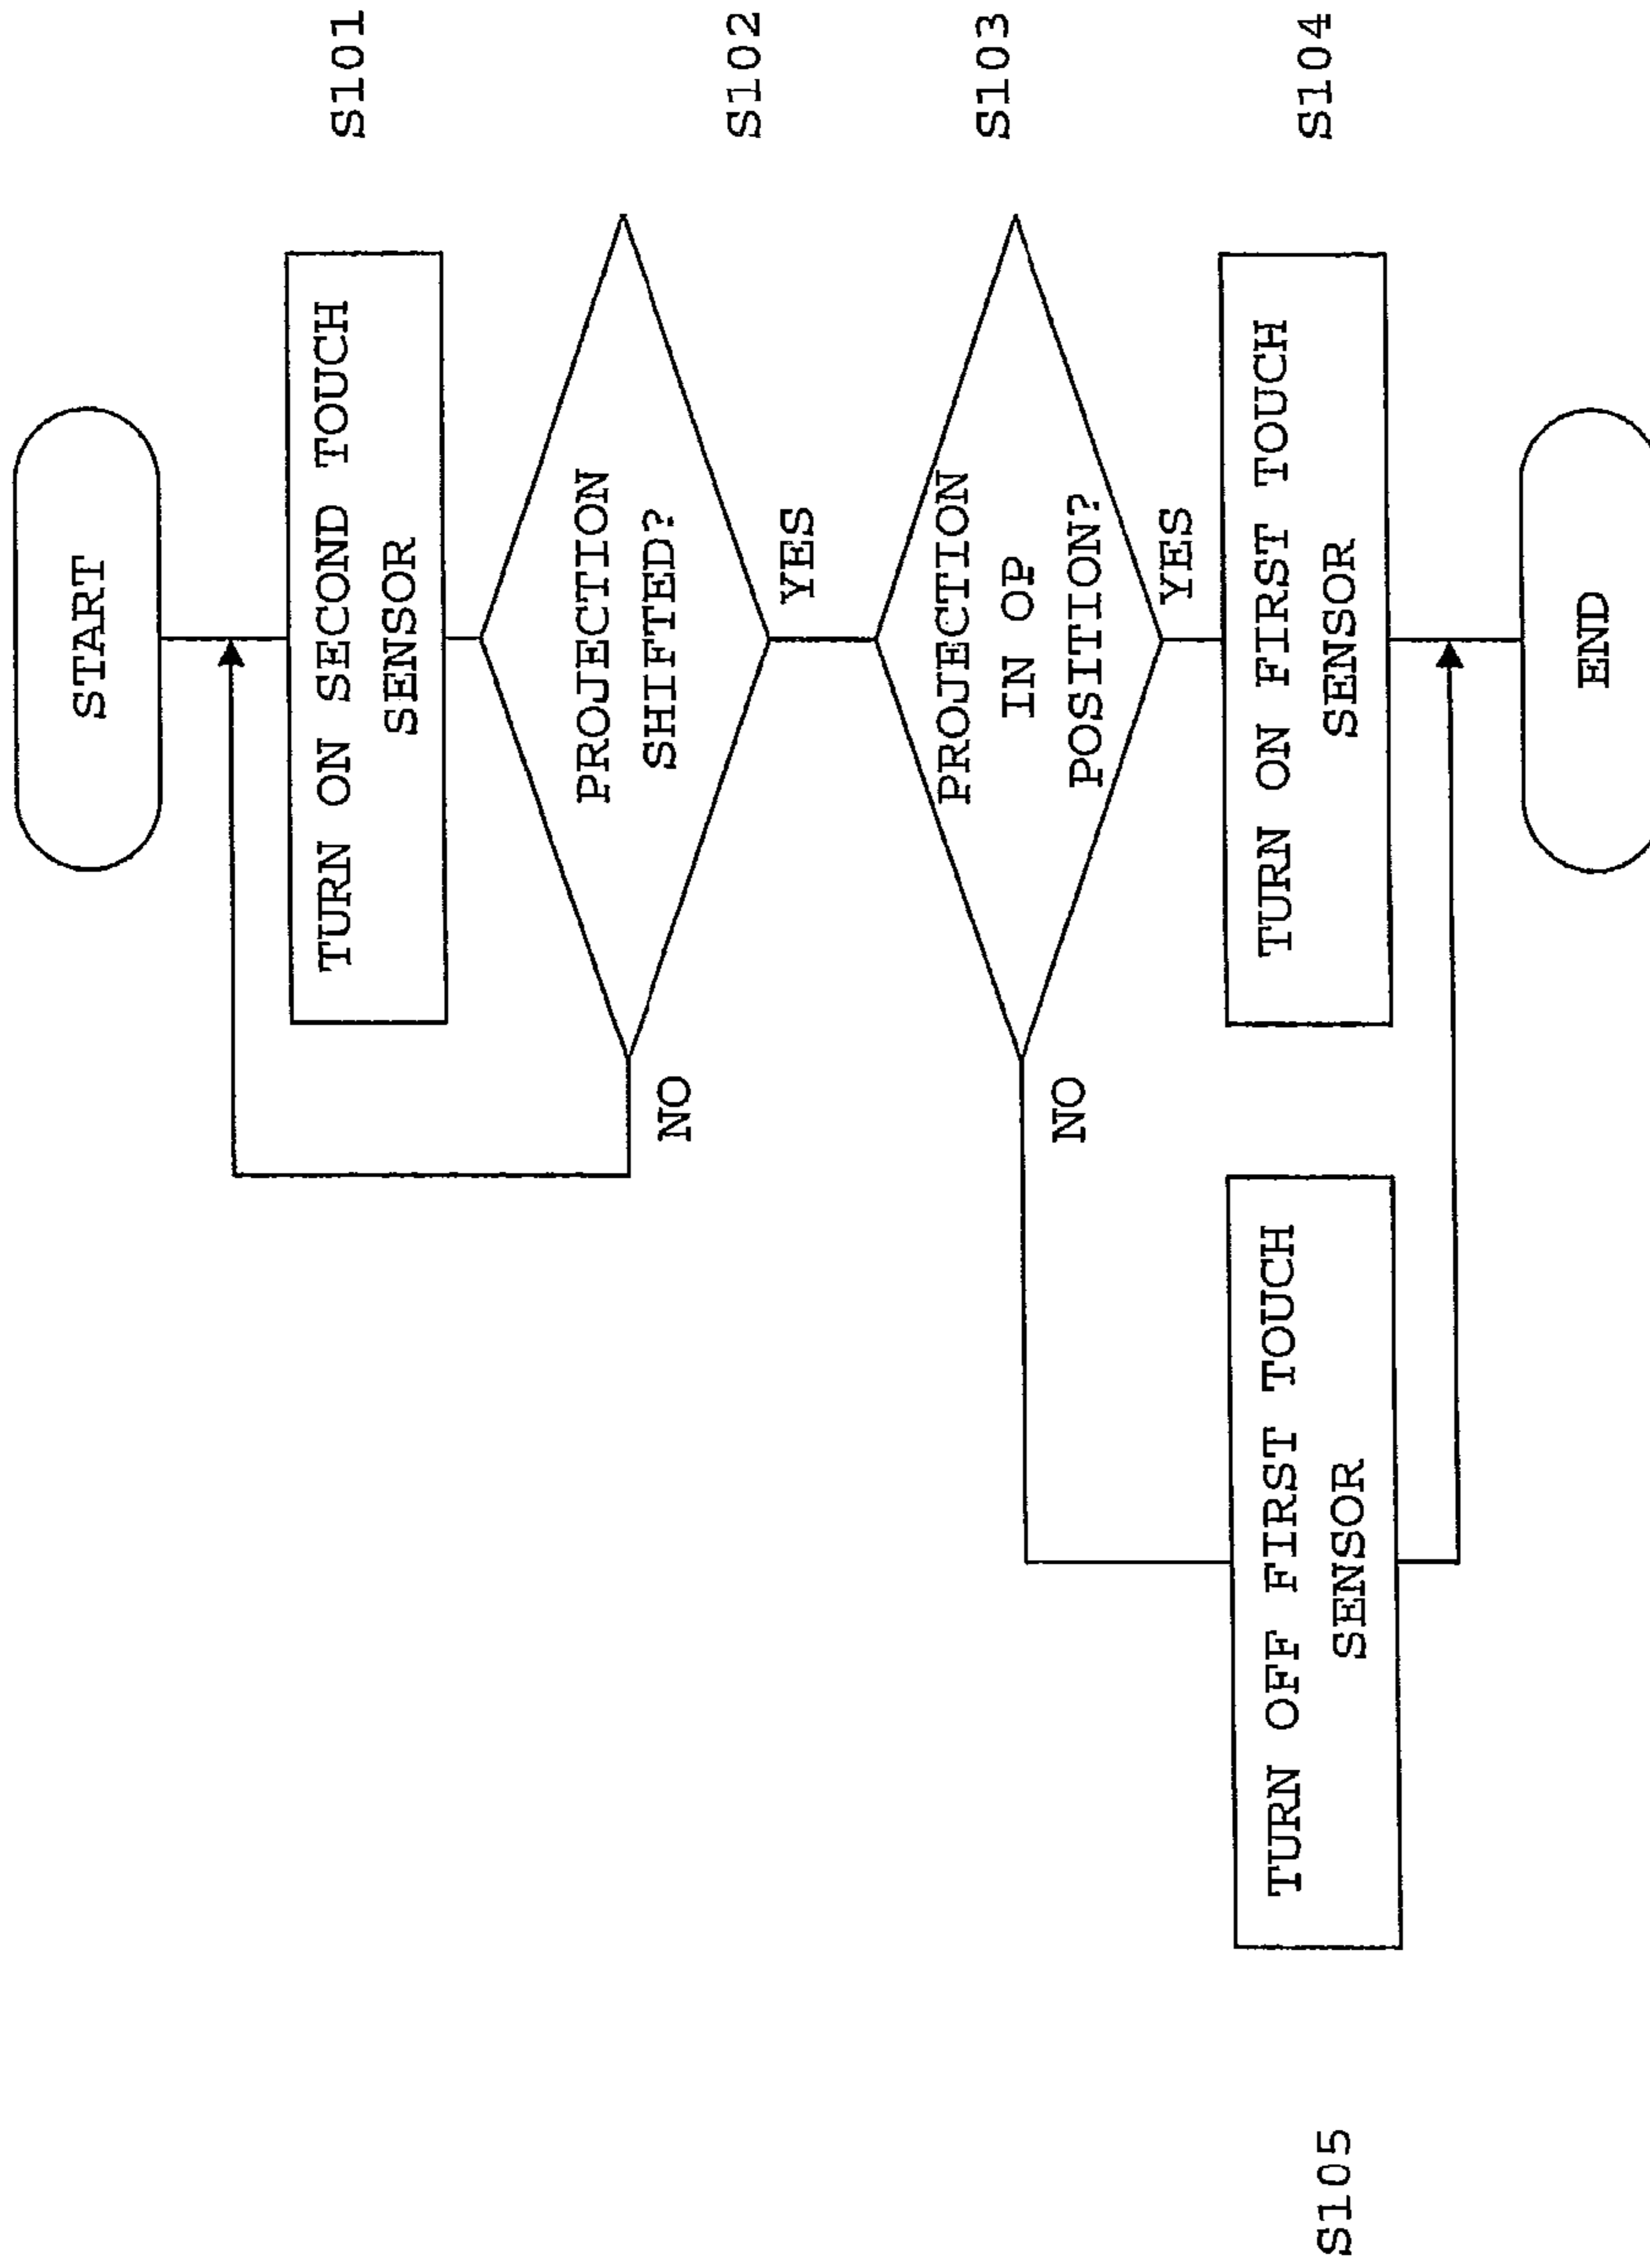 START
TURN ON SECOND TOUCH
SENSOR
S101
PROJECTION
SHIFTED?
S102
NO
YES
PROJECTION
IN OP
POSITION?
S103
NO
YES
TURN ON FIRST TOUCH
SENSOR
S104
TURN OFF FIRST TOUCH
SENSOR
S105
END